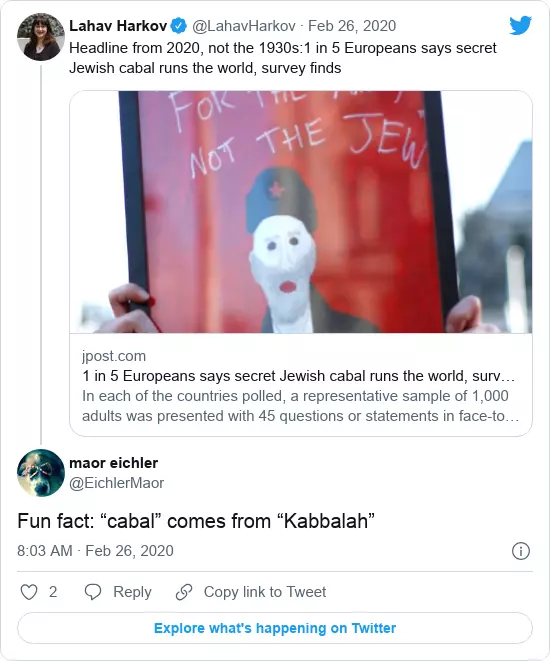 Lahav Harkov @LahavHarkov · Feb 26, 2020
Headline from 2020, not the 1930s:1 in 5 Europeans says secret
Jewish cabal runs the world, survey finds
FOR THE
NOT THE JEW
jpost.com
1 in 5 Europeans says secret Jewish cabal runs the world, surv…
In each of the countries polled, a representative sample of 1,000
adults was presented with 45 questions or statements in face-to…
maor eichler
@EichlerMaor
Fun fact: “cabal” comes from “Kabbalah”
8:03 AM · Feb 26, 2020
2 Reply Copy link to Tweet
Explore what's happening on Twitter